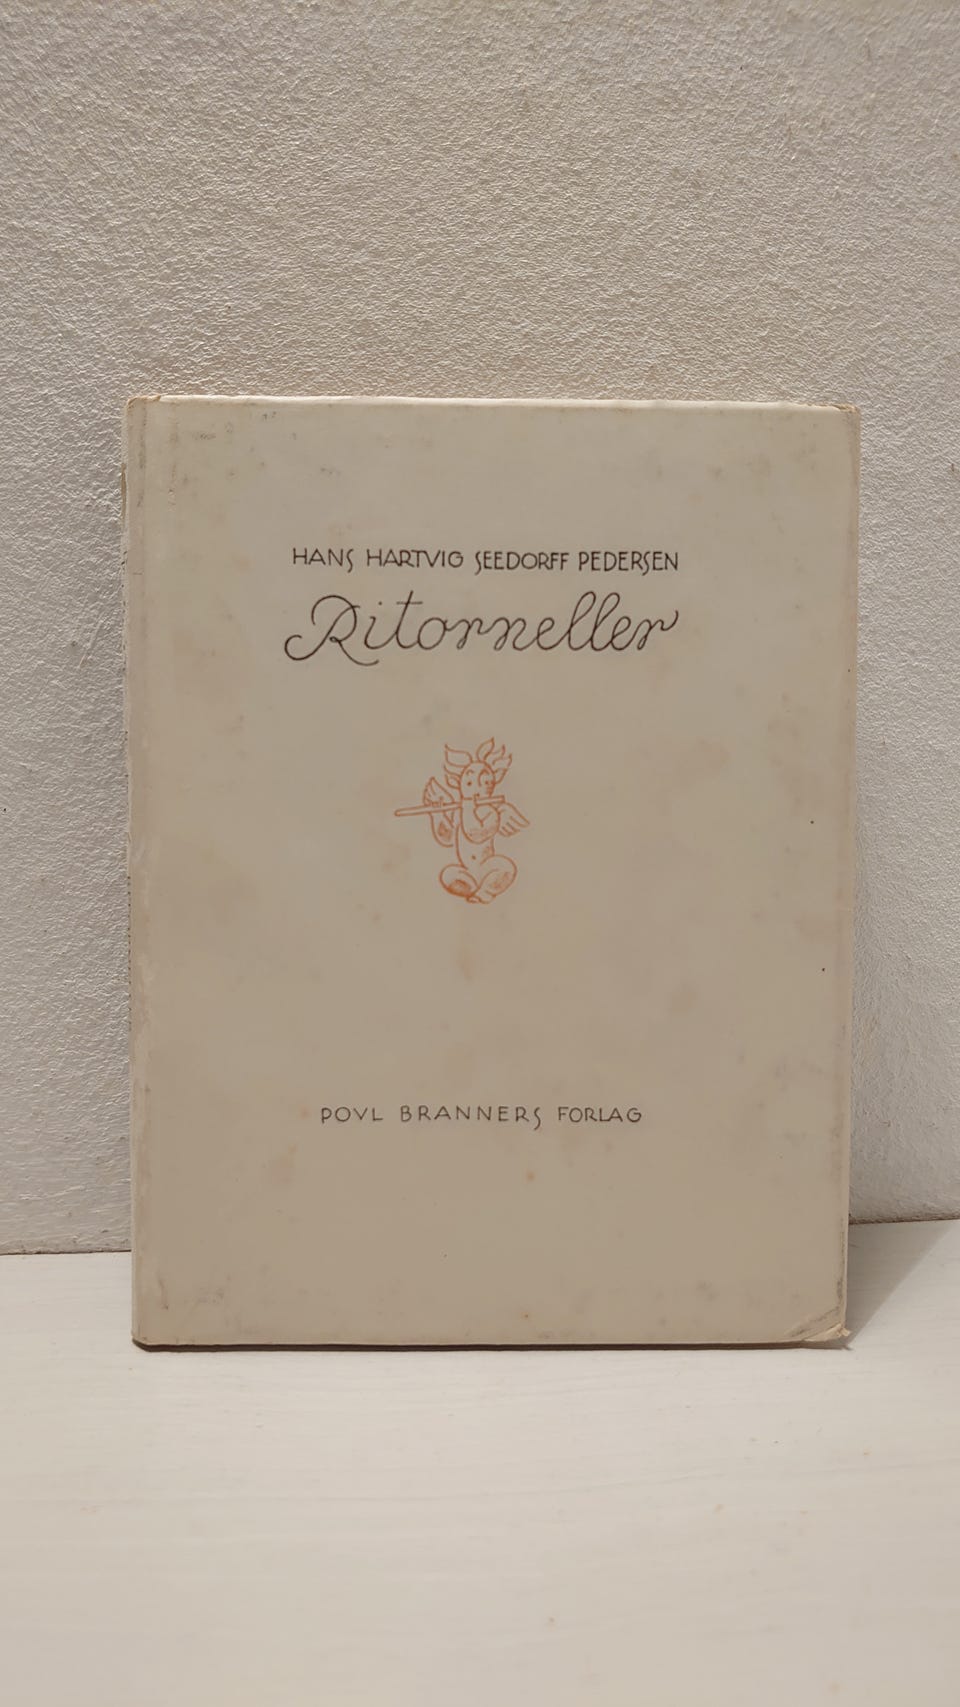 HANS HARTVIG SEEDORFF PEDERSEN
Ritorneller
POVL BRANNERS FORLAG